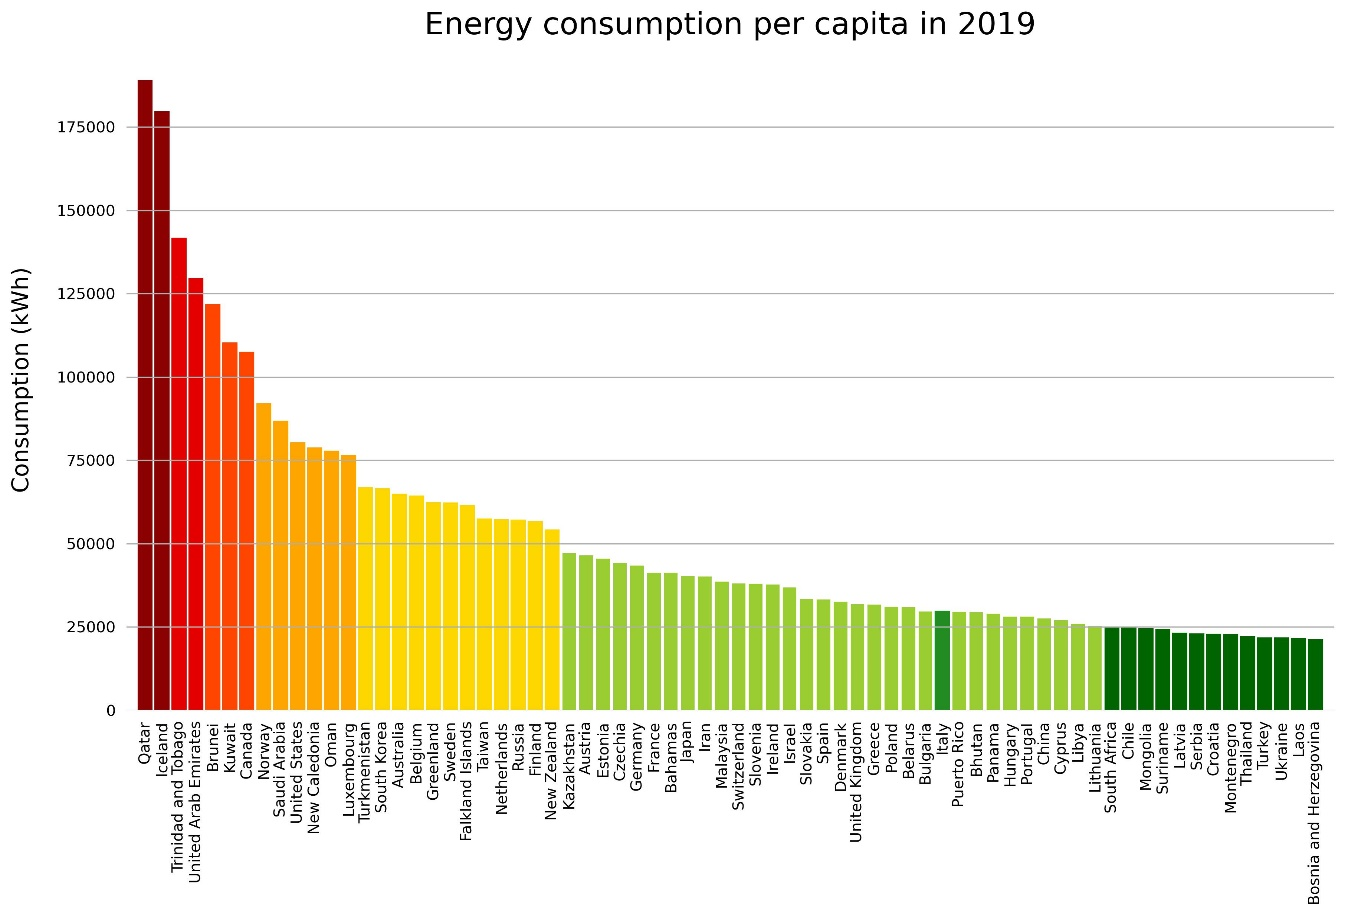 Energy consumption per capita in 2019
Consumption (kWh)
175000
150000
125000
100000
75000
50000
25000
0
Qatar
Iceland
Trinidad and Tobago
United Arab Emirates
Brunei
Kuwait
Canada
Norway
Saudi Arabia
United States
New Caledonia
Oman
Luxembourg
Turkmenistan
South Korea
Australia
Belgium
Greenland
Sweden
Falkland Islands
Taiwan
Netherlands
Russia
Finland
New Zealand
Kazakhstan
Austria
Estonia
Czechia
Germany
France
Bahamas
Japan
Iran
Malaysia
Switzerland
Slovenia
Ireland
Israel
Slovakia
Spain
Denmark
United Kingdom
Greece
Poland
Belarus
Bulgaria
Italy
Puerto Rico
Bhutan
Panama
Hungary
Portugal
China
Cyprus
Libya
Lithuania
South Africa
Chile
Mongolia
Suriname
Latvia
Serbia
Croatia
Montenegro
Thailand
Turkey
Ukraine
Laos
Bosnia and Herzegovina